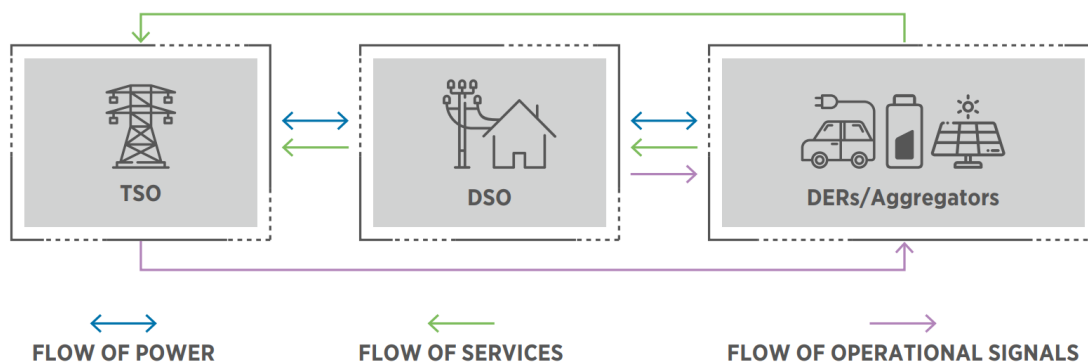 TSO
DSO
DERs/Aggregators
FLOW OF POWER
FLOW OF SERVICES
FLOW OF OPERATIONAL SIGNALS